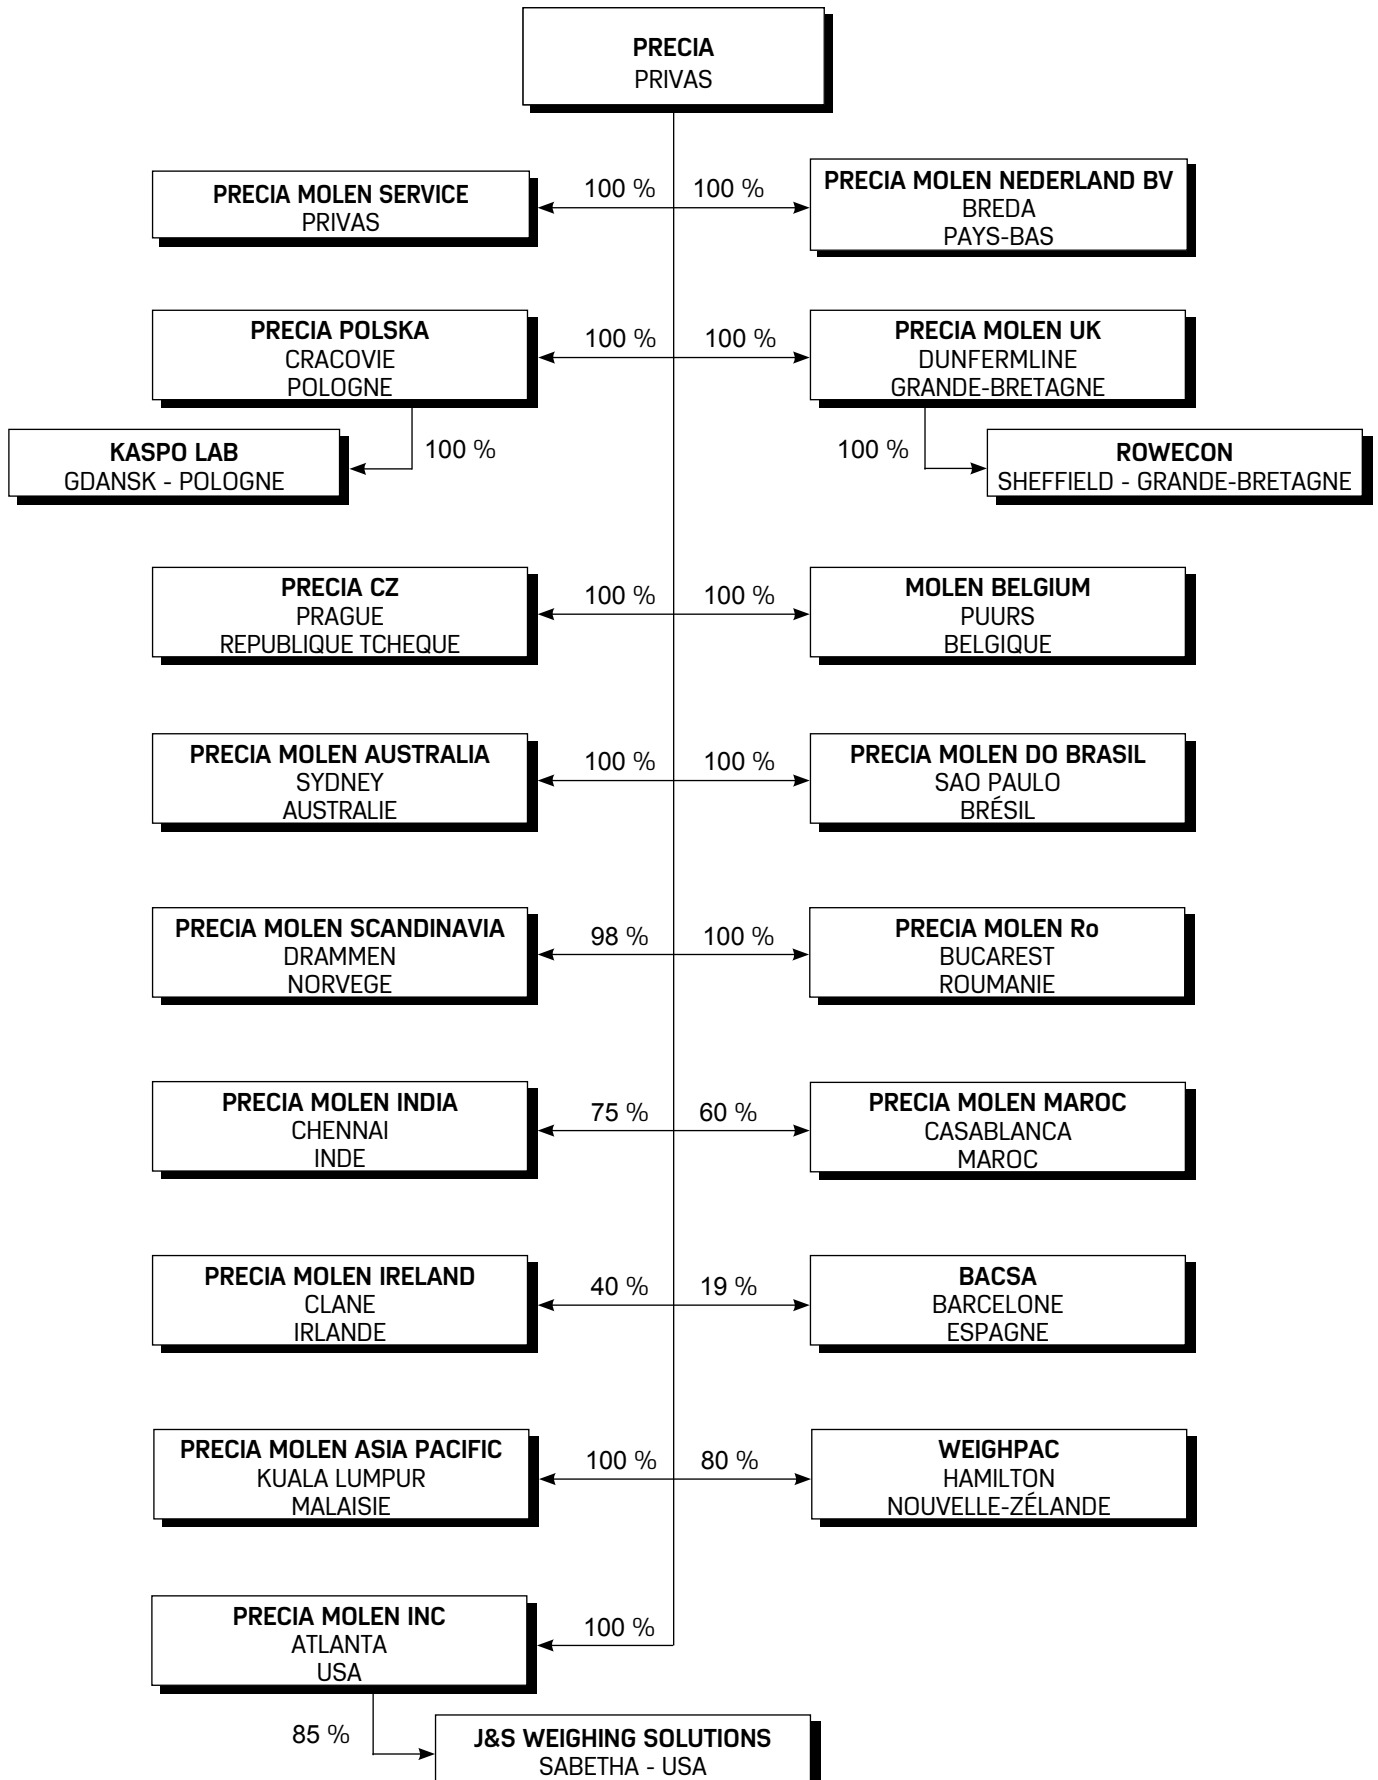 PRECIA
PRIVAS
PRECIA MOLEN SERVICE
PRIVAS
100 %
100 %
PRECIA MOLEN NEDERLAND BV
BREDA
PAYS-BAS
PRECIA POLSKA
CRACOVIE
POLOGNE
100 %
100 %
PRECIA MOLEN UK
DUNFERMLINE
GRANDE-BRETAGNE
KASPO LAB
GDANSK - POLOGNE
100 %
100 %
ROWECON
SHEFFIELD - GRANDE-BRETAGNE
PRECIA CZ
PRAGUE
REPUBLIQUE TCHEQUE
100 %
100 %
MOLEN BELGIUM
PUURS
BELGIQUE
PRECIA MOLEN AUSTRALIA
SYDNEY
AUSTRALIE
100 %
100 %
PRECIA MOLEN DO BRASIL
SAO PAULO
BRÉSIL
PRECIA MOLEN SCANDINAVIA
DRAMMEN
NORVEGE
98 %
100 %
PRECIA MOLEN Ro
BUCAREST
ROUMANIE
PRECIA MOLEN INDIA
CHENNAI
INDE
75 %
60 %
PRECIA MOLEN MAROC
CASABLANCA
MAROC
PRECIA MOLEN IRELAND
CLANE
IRLANDE
40 %
19 %
BACSA
BARCELONE
ESPAGNE
PRECIA MOLEN ASIA PACIFIC
KUALA LUMPUR
MALAISIE
100 %
80 %
WEIGHPAC
HAMILTON
NOUVELLE-ZÉLANDE
PRECIA MOLEN INC
ATLANTA
USA
100 %
85 %
J&S WEIGHING SOLUTIONS
SABETHA - USA